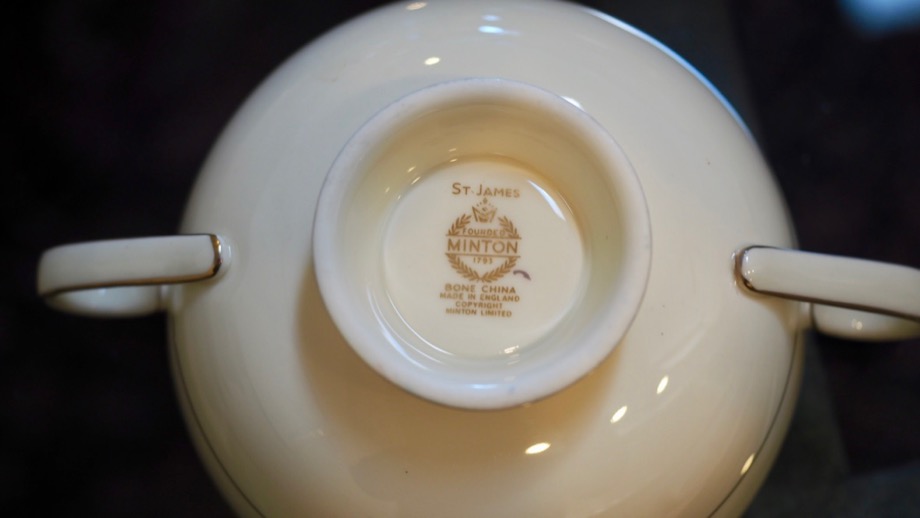 ST. JAMES
FOUNDED
MINTON
1793
BONE CHINA
MADE IN ENGLAND
COPYRIGHT
MINTON LIMITED